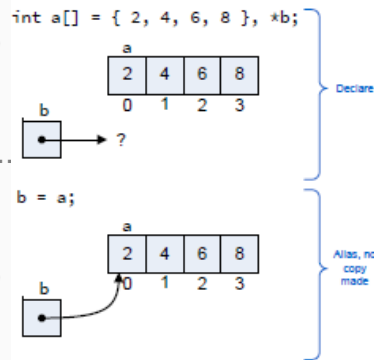 int a[] = { 2, 4, 6, 8 }, *b;
a
2 4 6 8
0 1 2 3
b
?
Declare
b = a;
a
2 4 6 8
0 1 2 3
b
Alias, no
copy
made